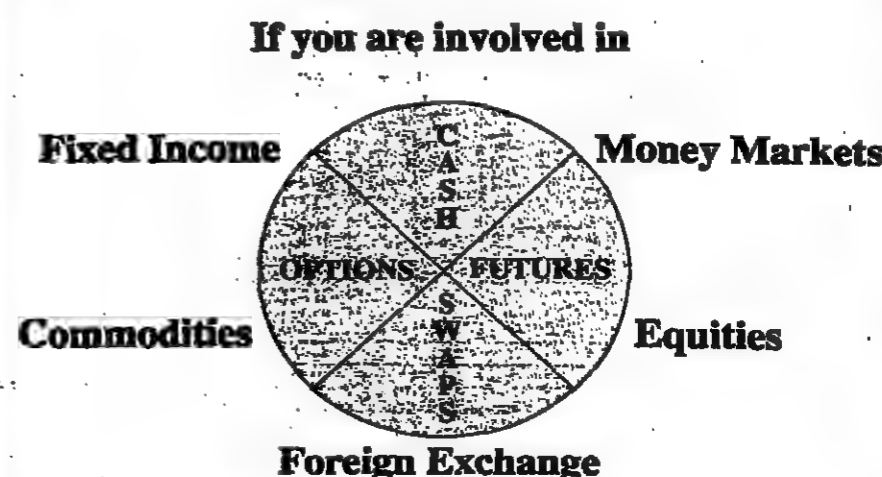 If you are involved in
Fixed Income
Money Markets
CASH
OPTIONS
FUTURES
SWAPS
Commodities
Equities
Foreign Exchange